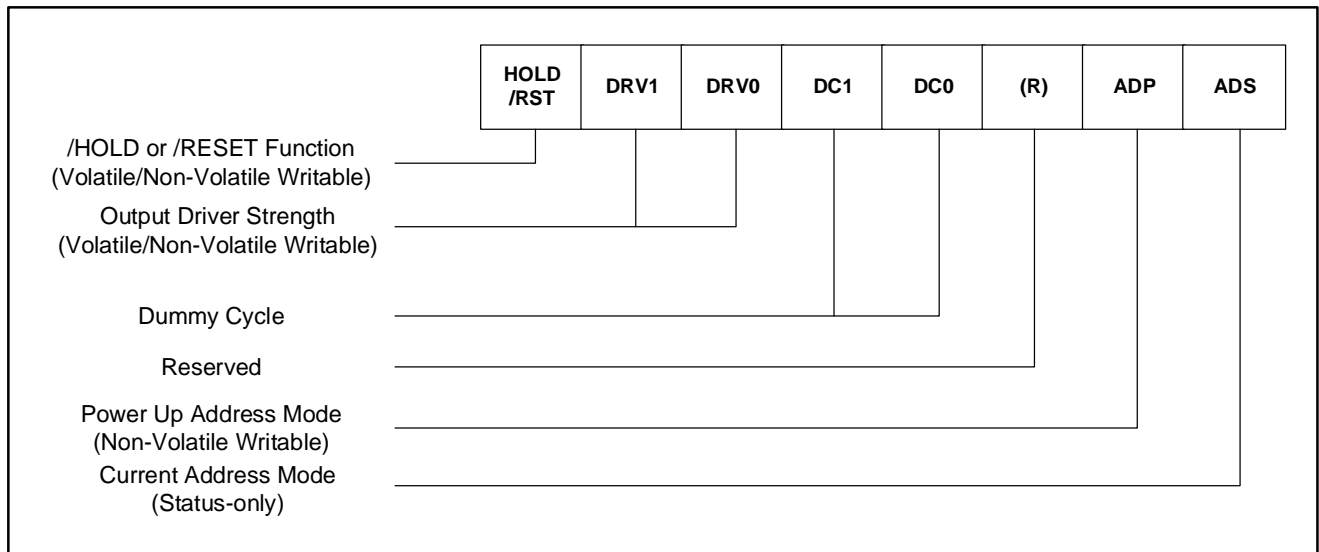 HOLD
/RST
DRV1
DRV0
DC1
DC0
(R)
ADP
ADS
/HOLD or /RESET Function
(Volatile/Non-Volatile Writable)
Output Driver Strength
(Volatile/Non-Volatile Writable)
Dummy Cycle
Reserved
Power Up Address Mode
(Non-Volatile Writable)
Current Address Mode
(Status-only)